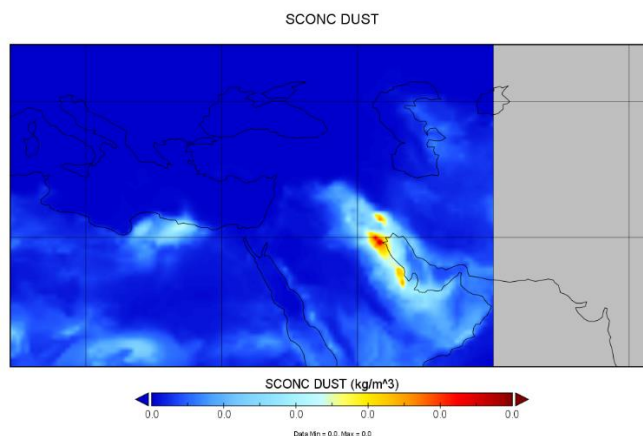 SCONC DUST
SCONC DUST (kg/m^3)
0.0 0.0 0.0 0.0 0.0 0.0
Data Min = 0.0, Max = 0.0